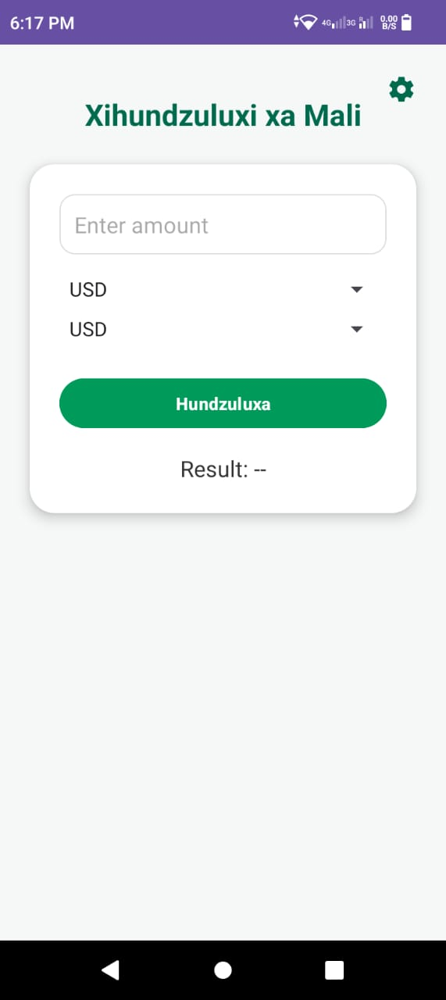 6:17 PM
4G 3G R 0.00 B/S
Xihundzuluxi xa Mali
Enter amount
USD
USD
Hundzuluxa
Result: --